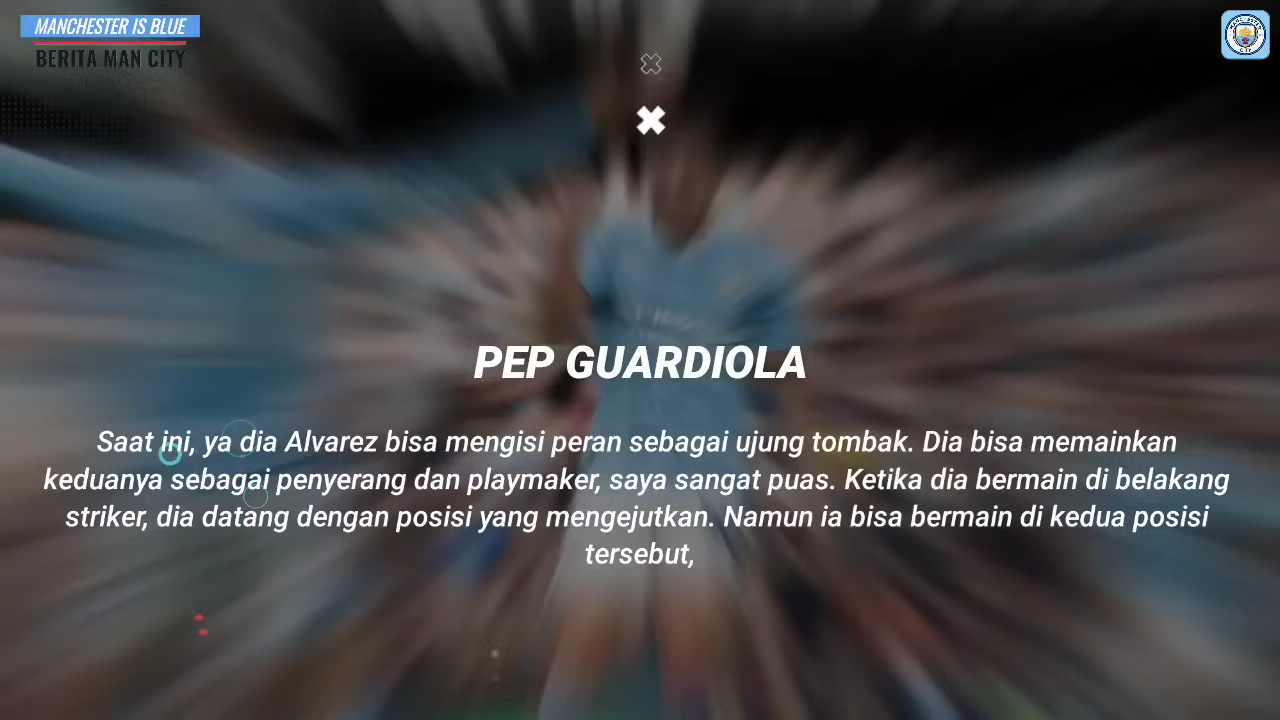 MANCHESTER IS BLUE
BERITA MAN CITY
PEP GUARDIOLA
Saat ini, ya dia Alvarez bisa mengisi peran sebagai ujung tombak. Dia bisa memainkan
keduanya sebagai penyerang dan playmaker, saya sangat puas. Ketika dia bermain di belakang
striker, dia datang dengan posisi yang mengejutkan. Namun ia bisa bermain di kedua posisi
tersebut,